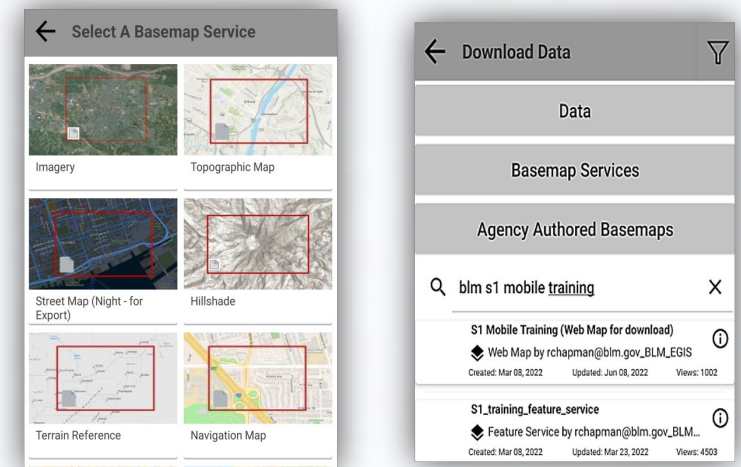 Select A Basemap Service
Imagery
Topographic Map
Street Map (Night - for
Export)
Hillshade
Terrain Reference
Navigation Map
Download Data
Data
Basemap Services
Agency Authored Basemaps
blm s1 mobile training
S1 Mobile Training (Web Map for download)
Web Map by rchapman@blm.gov_BLM_EGIS
Created: Mar 08, 2022 Updated: Jun 08, 2022 Views: 1002
S1_training_feature_service
Feature Service by rchapman@blm.gov_BLM...
Created: Mar 08, 2022 Updated: Mar 23, 2022 Views: 4503